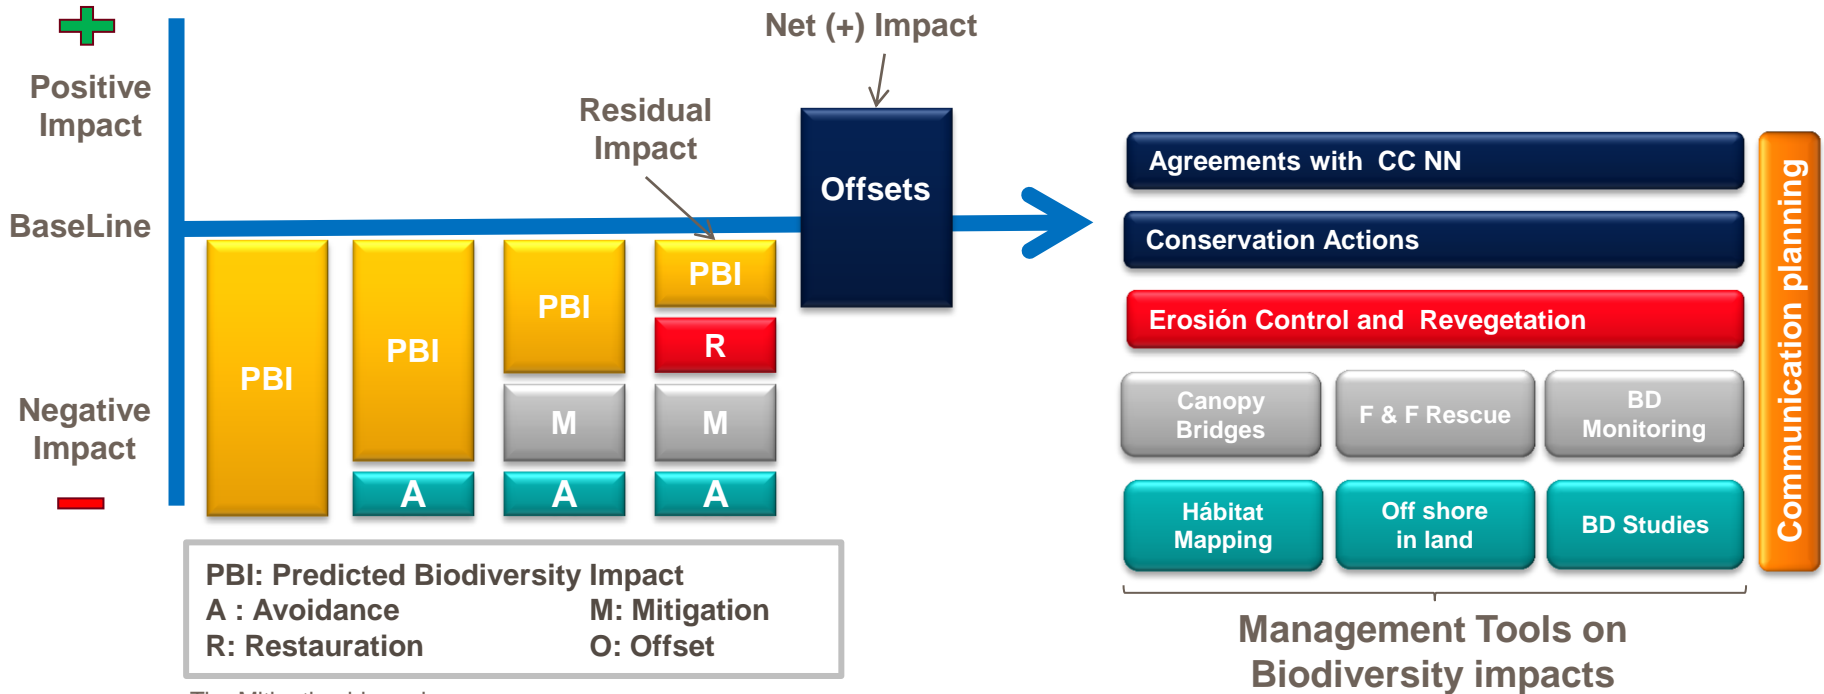 Net (+) Impact
Positive
Impact
Residual
Impact
Offsets
BaseLine
PBI
PBI
PBI
PBI
R
M
M
A
A
A
Negative
Impact
PBI: Predicted Biodiversity Impact
A : Avoidance M: Mitigation
R: Restauration O: Offset
Agreements with CC NN
Conservation Actions
Erosión Control and Revegetation
Canopy
Bridges
F & F Rescue
BD
Monitoring
Hábitat
Mapping
Off shore
in land
BD Studies
Communication planning
Management Tools on
Biodiversity impacts